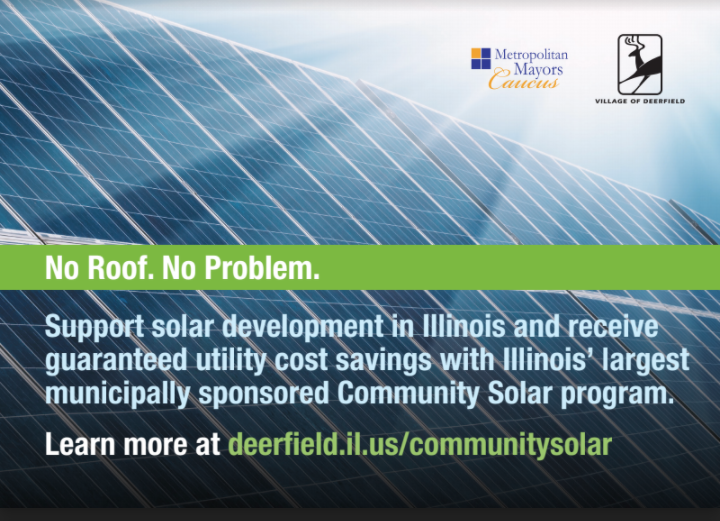 Metropolitan
Mayors
Caucus
VILLAGE OF DEERFIELD
No Roof. No Problem.
Support solar development in Illinois and receive
guaranteed utility cost savings with Illinois’ largest
municipally sponsored Community Solar program.
Learn more at deerfield.il.us/communitysolar